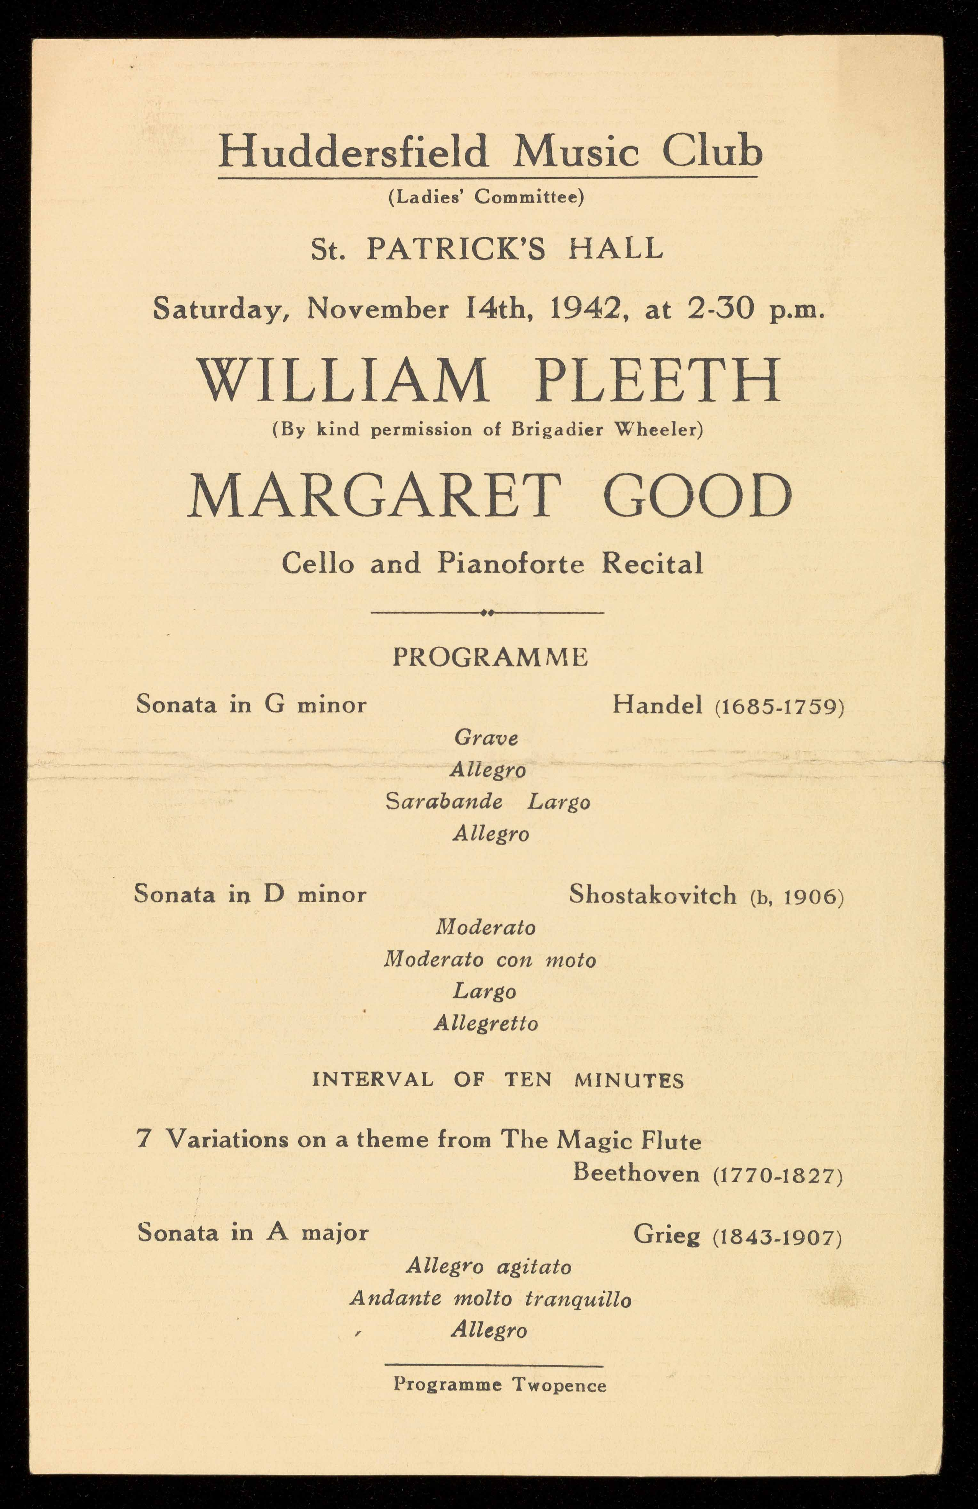 Huddersfield Music Club
(Ladies' Committee)
St. PATRICK'S HALL
Saturday, November 14th, 1942, at 2-30 p.m.
WILLIAM PLEETH
(By kind permission of Brigadier Wheeler)
MARGARET GOOD
Cello and Pianoforte Recital
PROGRAMME
Sonata in G minor Handel (1685-1759)
Grave
Allegro
Sarabande Largo
Allegro
Sonata in D minor Shostakovitch (b, 1906)
Moderato
Moderato con moto
Largo
Allegretto
INTERVAL OF TEN MINUTES
7 Variations on a theme from The Magic Flute
Beethoven (1770-1827)
Sonata in A major Grieg (1843-1907)
Allegro agitato
Andante molto tranquillo
Allegro
Programme Twopence